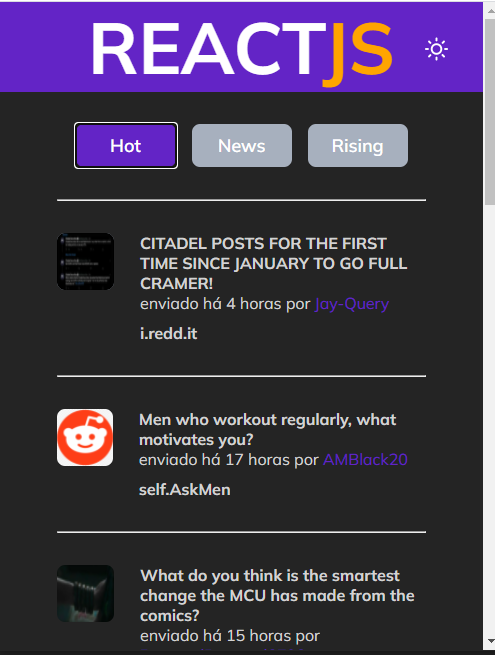 REACTJS
Hot
News
Rising
CITADEL POSTS FOR THE FIRST
TIME SINCE JANUARY TO GO FULL
CRAMER!
enviado há 4 horas por Jay-Query
i.redd.it
Men who workout regularly, what
motivates you?
enviado há 17 horas por AMBlack20
self.AskMen
What do you think is the smartest
change the MCU has made from the
comics?
enviado há 15 horas por